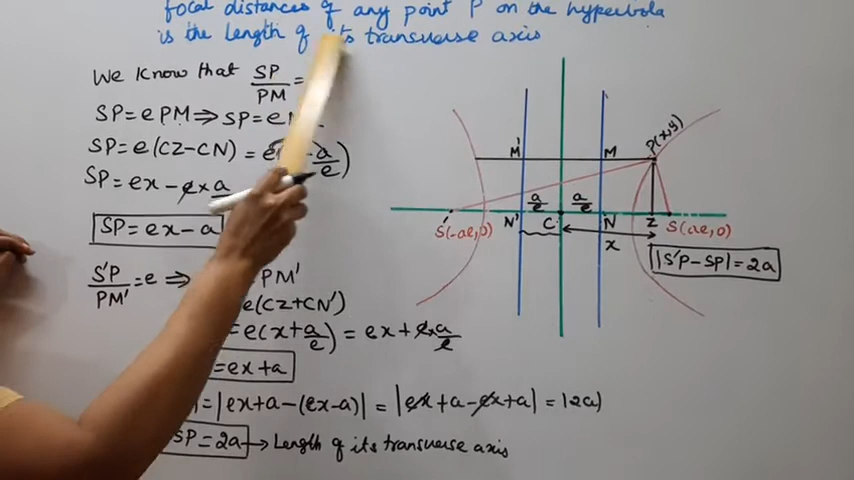 focal distances of any point P on the hyperbola
is the length of its transverse axis
We know that SP/PM =
SP = e PM ⇒ SP = e
SP = e(CZ-CN) = e - a/e)
SP = ex - e x a
SP = ex - a
S'P/PM' = e ⇒ PM'
e(CZ+CN')
= e(x + a/e) = ex + e x a/e
= ex + a
= |ex+a-(ex-a)| = |ex+a-ex+a| = |2a|
SP = 2a → Length of its transverse axis
P(x,y)
M' M
a/e a/e
S'(-ae,0) N' C N Z S(ae,0)
x
|S'P-SP| = 2a